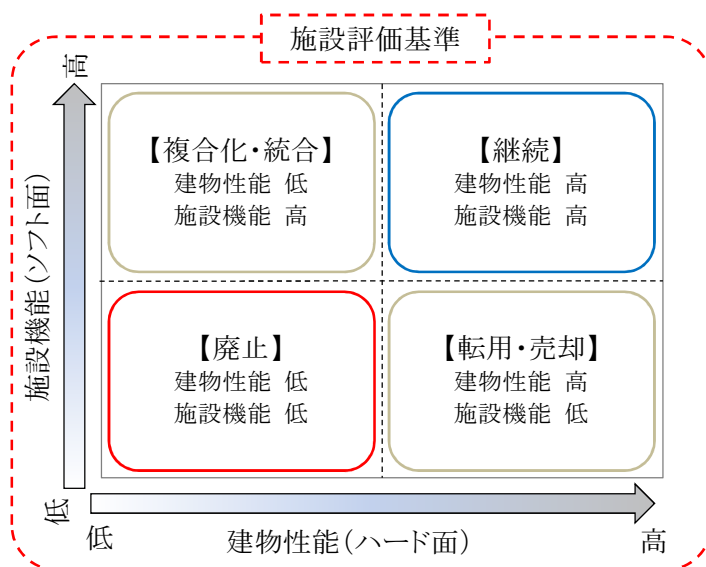 施設評価基準
高
施設機能(ソフト面)
低
【複合化・統合】
建物性能 低
施設機能 高
【継続】
建物性能 高
施設機能 高
【廃止】
建物性能 低
施設機能 低
【転用・売却】
建物性能 高
施設機能 低
低
建物性能(ハード面)
高